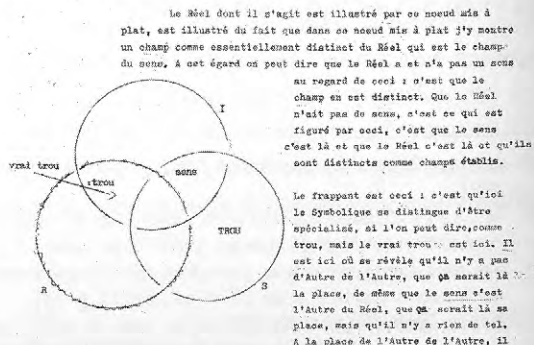 Le Réel dont il s'agit est illustré par ce noeud mis à
plat, est illustré du fait que dans ce noeud mis à plat j'y montre
un champ comme essentiellement distinct du Réel qui est le champ
du sens. A cet égard on peut dire que le Réel a et n'a pas un sens
au regard de ceci : c'est que le
champ en est distinct. Que le Réel
n'ait pas de sens, c'est ce qui est
figuré par ceci, c'est que le sens
c'est là et que le Réel c'est là et qu'ils
sont distincts comme champs établis.
I
vrai trou
trou
sens
TROU
R
S
Le frappant est ceci : c'est qu'ici
le Symbolique se distingue d'être
spécialisé, si l'on peut dire, comme
trou, mais le vrai trou est ici. Il
est ici où se révèle qu'il n'y a pas
d'Autre de l'Autre, que ça serait là
la place, de même que le sens c'est
l'Autre du Réel, que ça serait là sa
place, mais qu'il n'y a rien de tel.
A la place de l'Autre de l'Autre, il